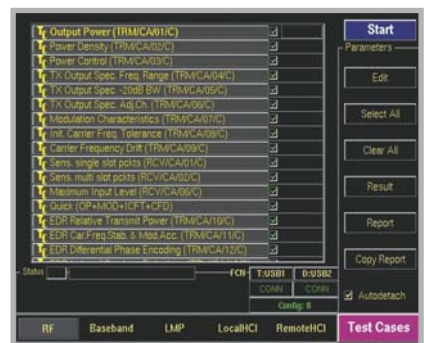 Output Power (TRM/CA/01/C)
Power Density (TRM/CA/02/C)
Power Control (TRM/CA/03/C)
TX Output Spec. Freq. Range (TRM/CA/04/C)
TX Output Spec. -20dB BW (TRM/CA/05/C)
TX Output Spec. Adj.Ch. (TRM/CA/06/C)
Modulation Characteristics (TRM/CA/07/C)
Init. Carrier Freq. Tolerance (TRM/CA/08/C)
Carrier Frequency Drift (TRM/CA/09/C)
Sens. single slot pckts (RCV/CA/01/C)
Sens. multi slot pckts (RCV/CA/02/C)
Maximum Input Level (RCV/CA/06/C)
Quick (OP+MOD+ICFT+CFD)
EDR Relative Transmit Power (TRM/CA/10/C)
EDR Car.Freq.Stab. & Mod.Acc. (TRM/CA/11/C)
EDR Differential Phase Encoding (TRM/CA/12/C)
Start
Parameters
Edit
Select All
Clear All
Result
Report
Copy Report
Autodetach
Status
FCN
T:USB1 D:USB2
CONN CONN
Config: 8
RF Baseband LMP LocalHCI RemoteHCI Test Cases